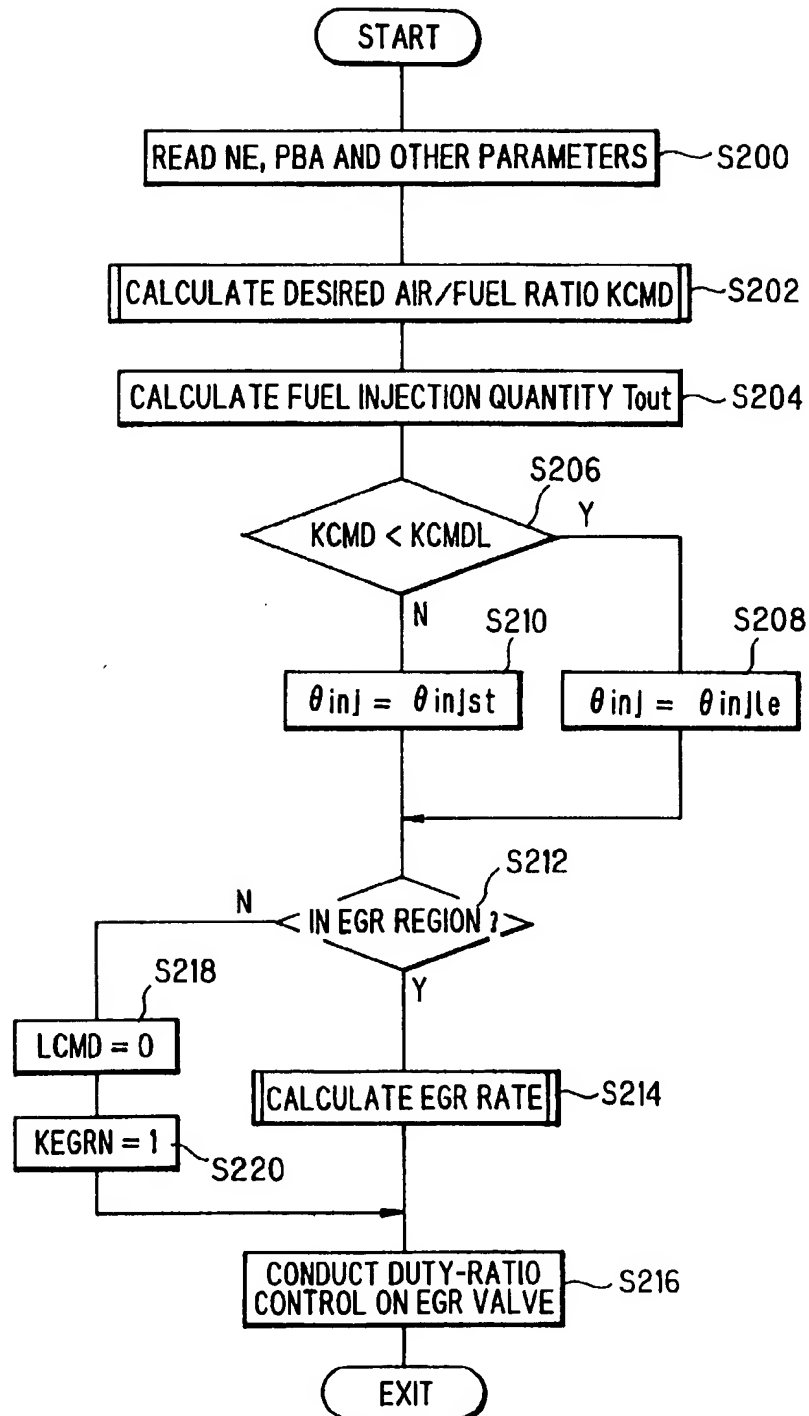 START
READ NE, PBA AND OTHER PARAMETERS
S200
CALCULATE DESIRED AIR/FUEL RATIO KCMD
S202
CALCULATE FUEL INJECTION QUANTITY Tout
S204
S206
KCMD < KCMDL
Y
N
S210
θinj = θinjst
S208
θinj = θinjle
S212
IN EGR REGION ?
N
Y
S218
LCMD = 0
CALCULATE EGR RATE
S214
KEGRN = 1
S220
CONDUCT DUTY-RATIO
CONTROL ON EGR VALVE
S216
EXIT